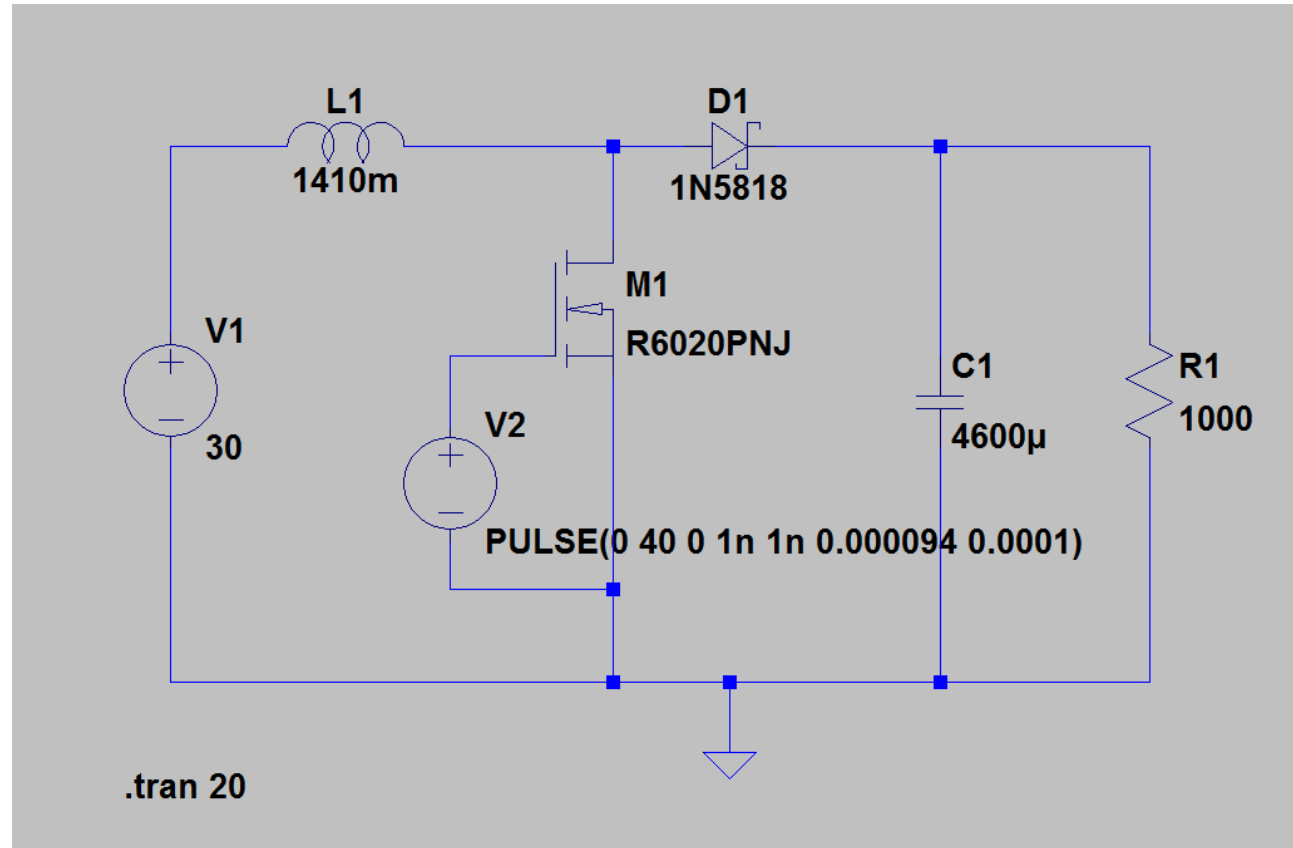 L1
1410m
D1
1N5818
M1
R6020PNJ
V1
30
V2
PULSE(0 40 0 1n 1n 0.000094 0.0001)
C1
4600µ
R1
1000
.tran 20